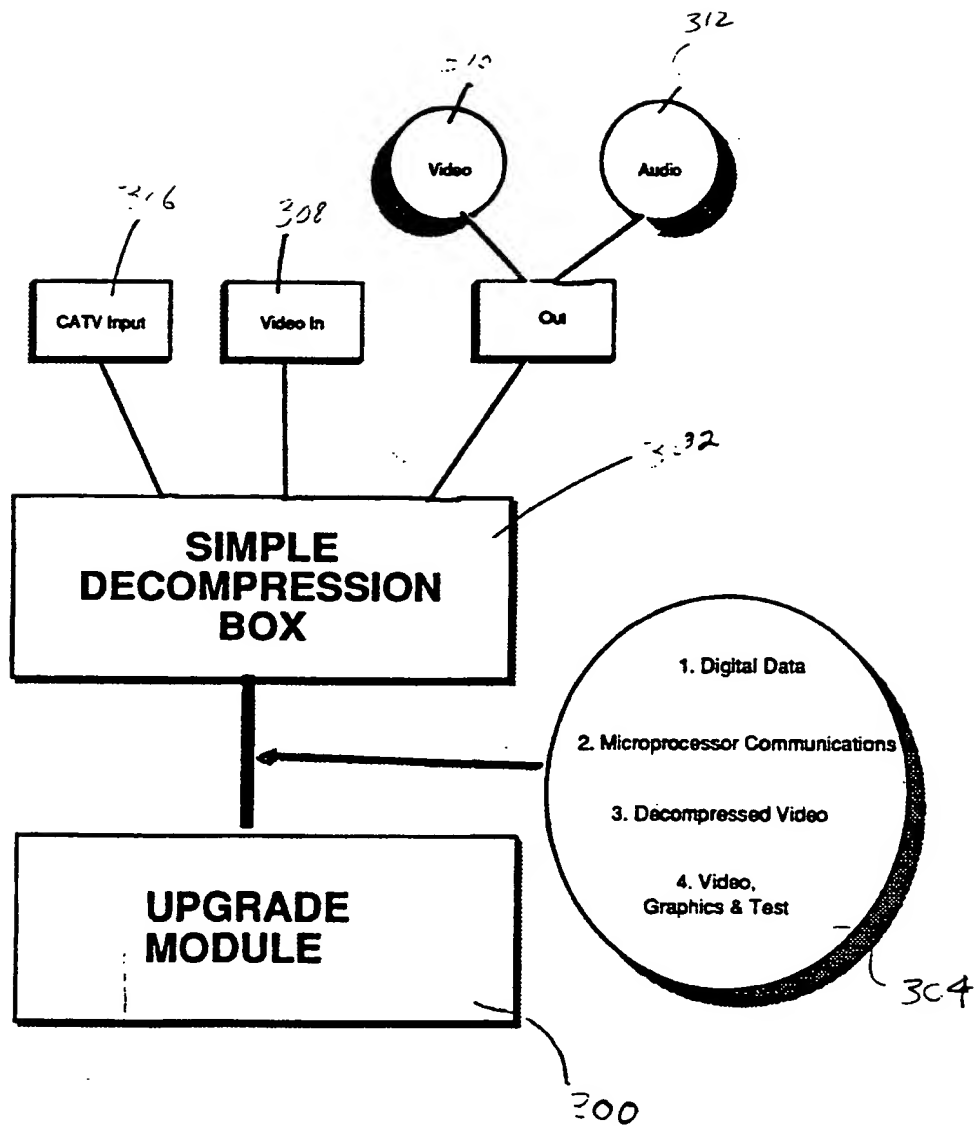 312
Video
Audio
308
CATV Input
Video In
Out
SIMPLE
DECOMPRESSION
BOX
1. Digital Data
2. Microprocessor Communications
3. Decompressed Video
4. Video,
Graphics & Test
UPGRADE
MODULE
304